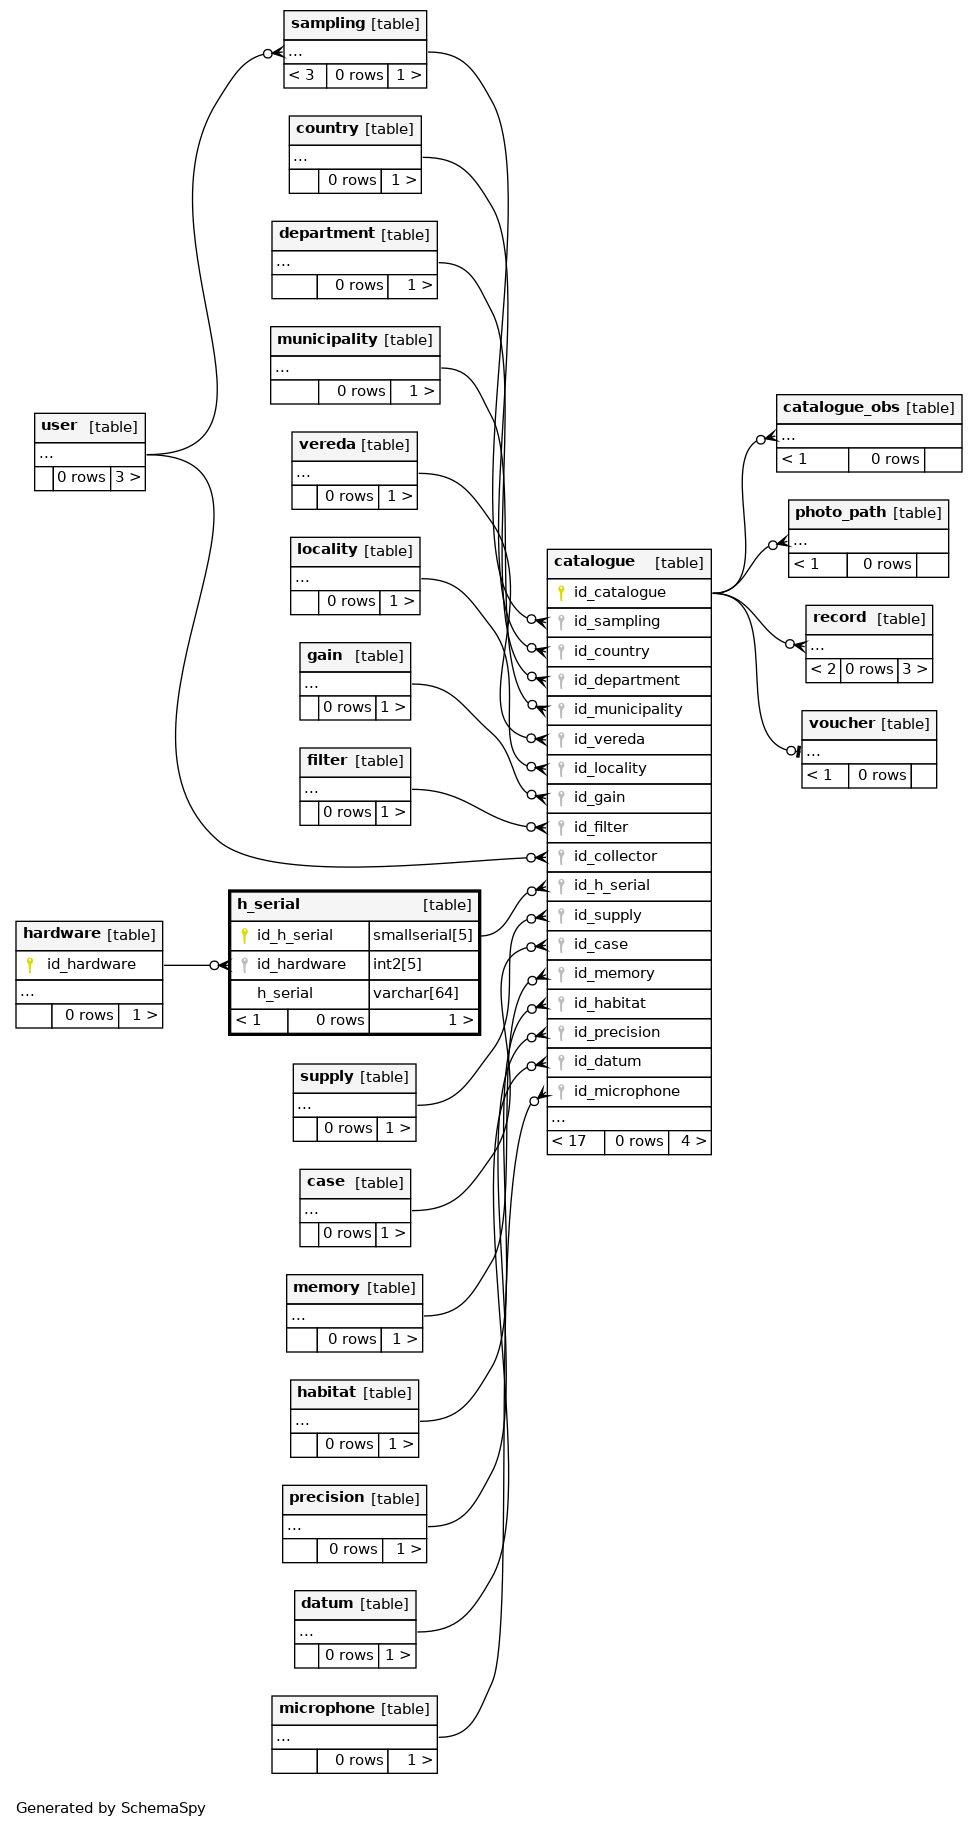 sampling [table]
...
< 3 0 rows 1 >
country [table]
...
0 rows 1 >
department [table]
...
0 rows 1 >
municipality [table]
...
0 rows 1 >
user [table]
...
0 rows 3 >
vereda [table]
...
0 rows 1 >
locality [table]
...
0 rows 1 >
gain [table]
...
0 rows 1 >
filter [table]
...
0 rows 1 >
hardware [table]
id_hardware
...
0 rows 1 >
h_serial [table]
id_h_serial smallserial[5]
id_hardware int2[5]
h_serial varchar[64]
< 1 0 rows 1 >
supply [table]
...
0 rows 1 >
case [table]
...
0 rows 1 >
memory [table]
...
0 rows 1 >
habitat [table]
...
0 rows 1 >
precision [table]
...
0 rows 1 >
datum [table]
...
0 rows 1 >
microphone [table]
...
0 rows 1 >
catalogue [table]
id_catalogue
id_sampling
id_country
id_department
id_municipality
id_vereda
id_locality
id_gain
id_filter
id_collector
id_h_serial
id_supply
id_case
id_memory
id_habitat
id_precision
id_datum
id_microphone
...
< 17 0 rows 4 >
catalogue_obs [table]
...
< 1 0 rows
photo_path [table]
...
< 1 0 rows
record [table]
...
< 2 0 rows 3 >
voucher [table]
...
< 1 0 rows
Generated by SchemaSpy